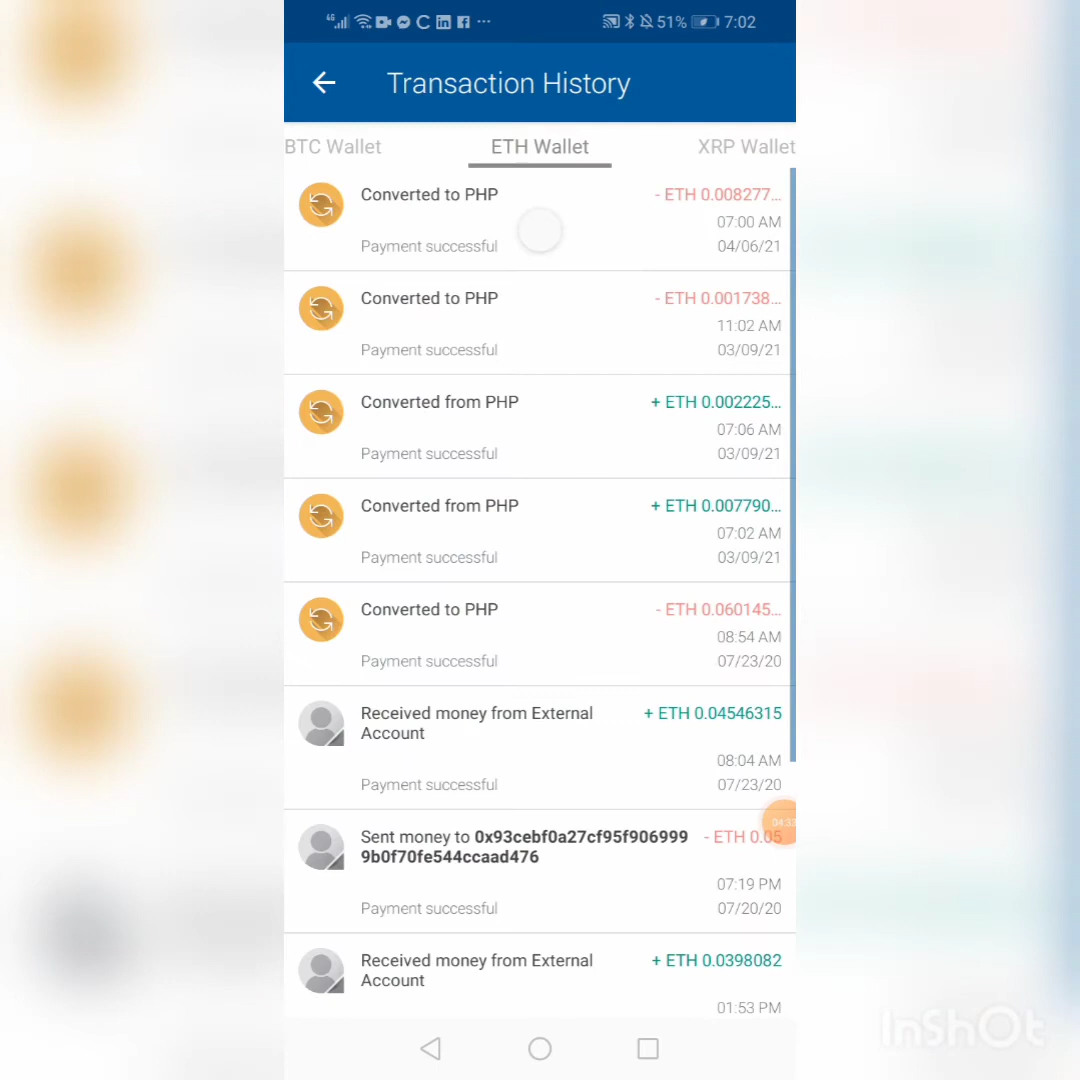 4G 51% 7:02
Transaction History
BTC Wallet ETH Wallet XRP Wallet
Converted to PHP - ETH 0.008277...
07:00 AM
Payment successful 04/06/21
Converted to PHP - ETH 0.001738...
11:02 AM
Payment successful 03/09/21
Converted from PHP + ETH 0.002225...
07:06 AM
Payment successful 03/09/21
Converted from PHP + ETH 0.007790...
07:02 AM
Payment successful 03/09/21
Converted to PHP - ETH 0.060145...
08:54 AM
Payment successful 07/23/20
Received money from External + ETH 0.04546315
Account
08:04 AM
Payment successful 07/23/20
04:33
Sent money to 0x93cebf0a27cf95f906999 - ETH 0.05
9b0f70fe544ccaad476
07:19 PM
Payment successful 07/20/20
Received money from External + ETH 0.0398082
Account
01:53 PM
InShOt